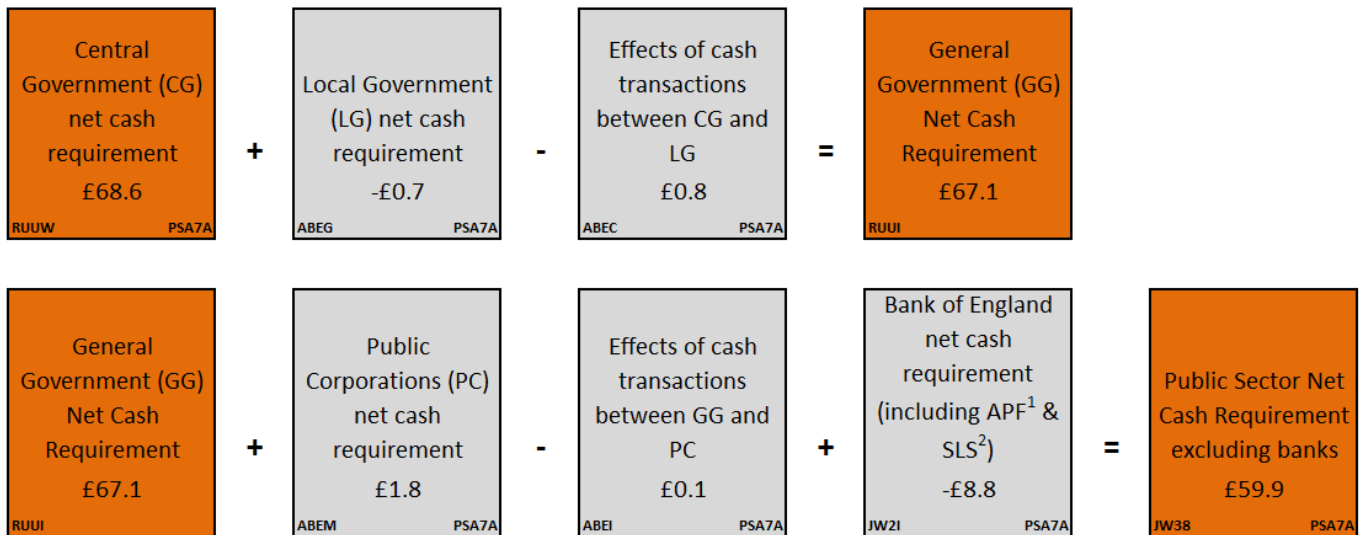 Central
Government (CG)
net cash
requirement
£68.6
RUUW PSA7A
+
Local Government
(LG) net cash
requirement
-£0.7
ABEG PSA7A
-
Effects of cash
transactions
between CG and
LG
£0.8
ABEC PSA7A
=
General
Government (GG)
Net Cash
Requirement
£67.1
RUUI
General
Government (GG)
Net Cash
Requirement
£67.1
RUUI
+
Public
Corporations (PC)
net cash
requirement
£1.8
ABEM PSA7A
-
Effects of cash
transactions
between GG and
PC
£0.1
ABEI PSA7A
+
Bank of England
net cash
requirement
(including APF¹ &
SLS²)
-£8.8
JW2I PSA7A
=
Public Sector Net
Cash Requirement
excluding banks
£59.9
JW38 PSA7A